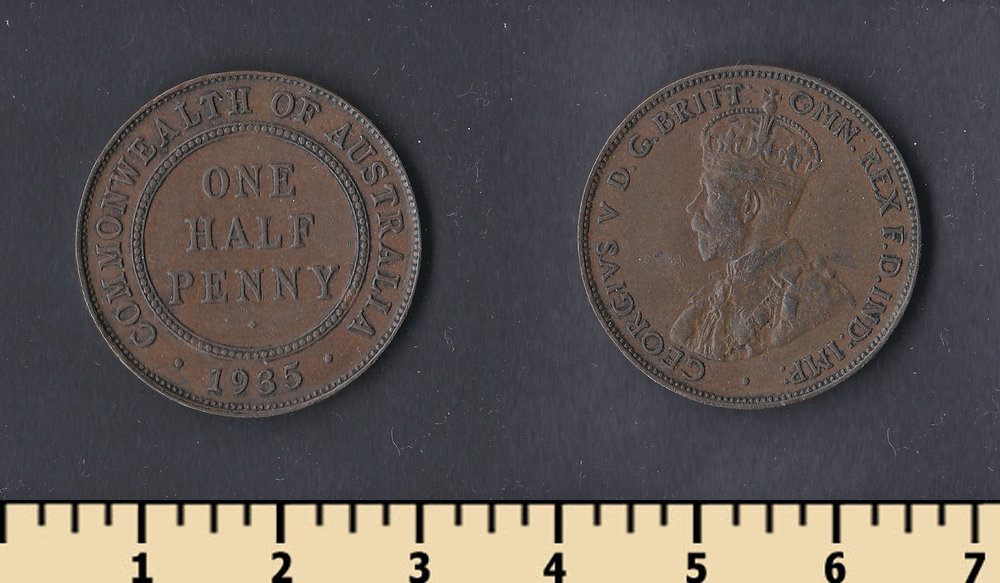 COMMONWEALTH OF AUSTRALIA
ONE
HALF
PENNY
1935
GEORGIVS V D. G. BRITT: OMN: REX F. D. IND: IMP:
1 2 3 4 5 6 7